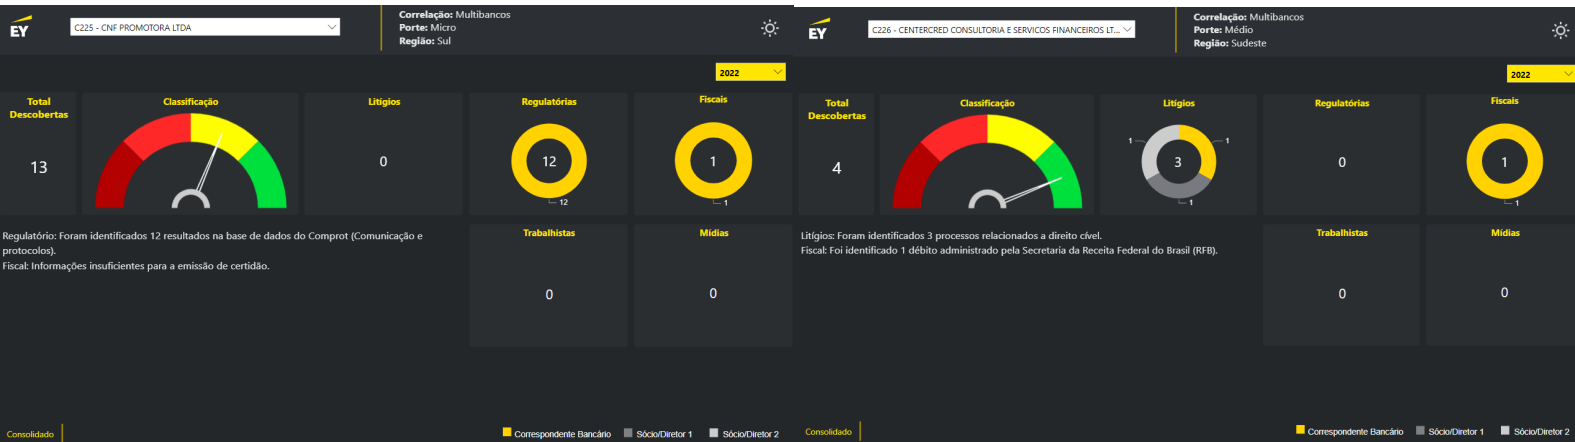 EY
C225 - CNF PROMOTORA LTDA
Correlação: Multibancos
Porte: Micro
Região: Sul
2022
Total
Descobertas
13
Classificação
Litígios
0
Regulatórias
12
12
Fiscais
1
1
Regulatório: Foram identificados 12 resultados na base de dados do Comprot (Comunicação e
protocolos).
Fiscal: Informações insuficientes para a emissão de certidão.
Trabalhistas
0
Mídias
0
Consolidado
Correspondente Bancário
Sócio/Diretor 1
Sócio/Diretor 2
EY
C226 - CENTERCRED CONSULTORIA E SERVICOS FINANCEIROS LT...
Correlação: Multibancos
Porte: Médio
Região: Sudeste
2022
Total
Descobertas
4
Classificação
Litígios
1
1
3
1
Regulatórias
0
Fiscais
1
1
Litígios: Foram identificados 3 processos relacionados a direito cível.
Fiscal: Foi identificado 1 débito administrado pela Secretaria da Receita Federal do Brasil (RFB).
Trabalhistas
0
Mídias
0
Consolidado
Correspondente Bancário
Sócio/Diretor 1
Sócio/Diretor 2